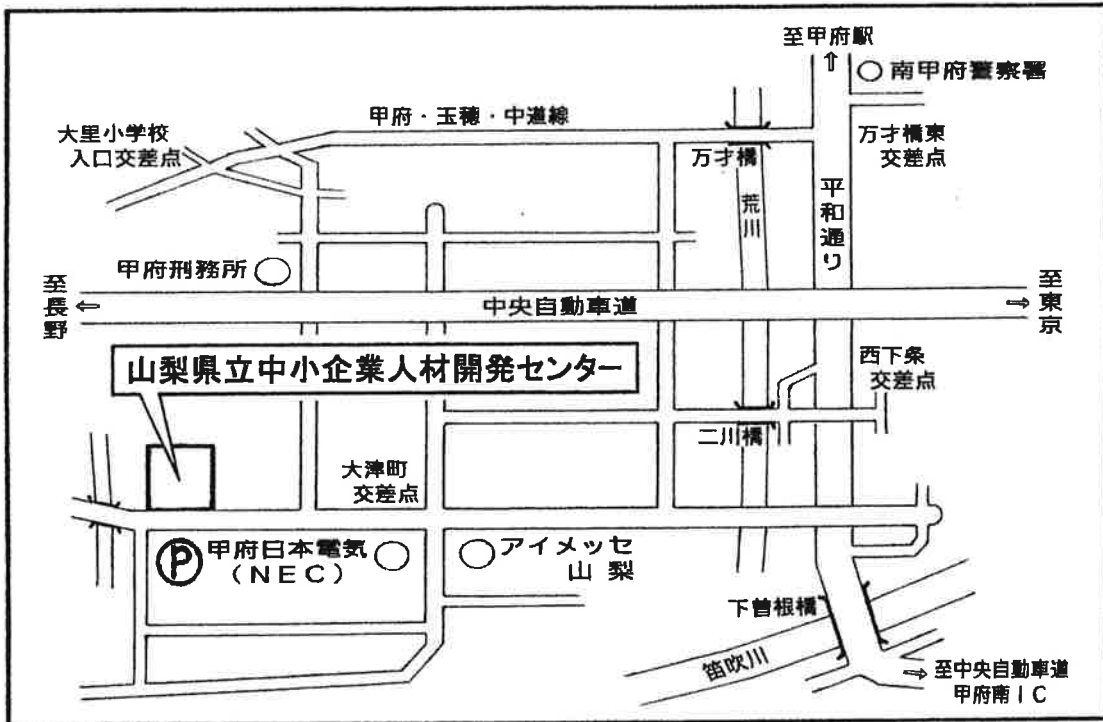 至甲府駅
⇧
南甲府警察署
甲府・玉穂・中道線
大里小学校
入口交差点
万才橋
万才橋東
交差点
荒川
平和通り
甲府刑務所
至長野
⇦
中央自動車道
⇨
至東京
山梨県立中小企業人材開発センター
西下条
交差点
二川橋
大津町
交差点
P
甲府日本電気
(NEC)
アイメッセ
山梨
下曽根橋
笛吹川
⇨至中央自動車道
甲府南IC